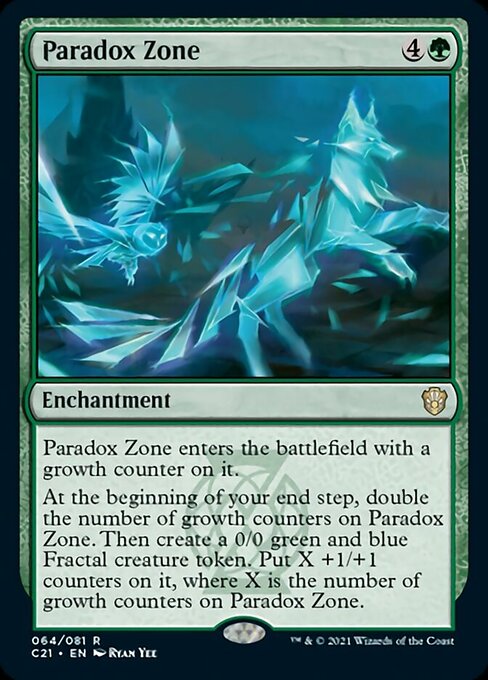 Paradox Zone 4
Enchantment
Paradox Zone enters the battlefield with a
growth counter on it.
At the beginning of your end step, double
the number of growth counters on Paradox
Zone. Then create a 0/0 green and blue
Fractal creature token. Put X +1/+1
counters on it, where X is the number of
growth counters on Paradox Zone.
064/081 R
C21 • EN Ryan Yee
™ & © 2021 Wizards of the Coast